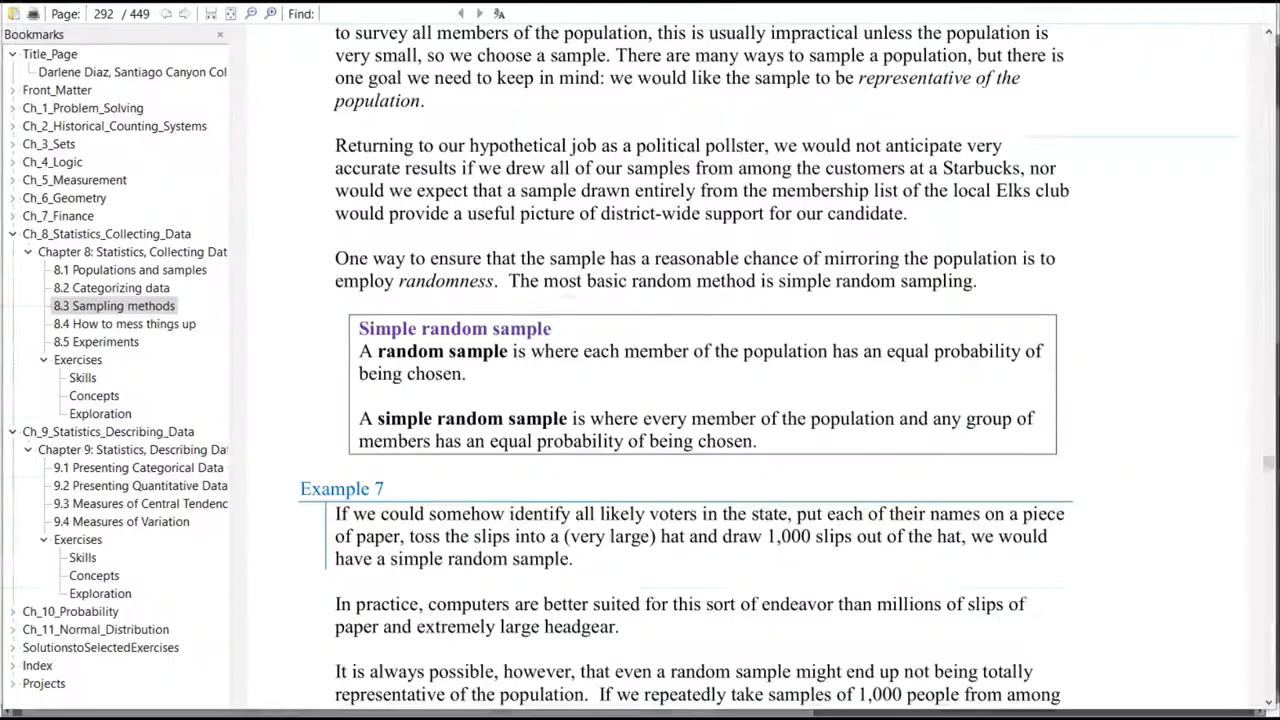 Page: 292 / 449 Find:
Bookmarks ×
Title_Page
Darlene Diaz, Santiago Canyon Col
Front_Matter
Ch_1_Problem_Solving
Ch_2_Historical_Counting_Systems
Ch_3_Sets
Ch_4_Logic
Ch_5_Measurement
Ch_6_Geometry
Ch_7_Finance
Ch_8_Statistics_Collecting_Data
Chapter 8: Statistics, Collecting Dat
8.1 Populations and samples
8.2 Categorizing data
8.3 Sampling methods
8.4 How to mess things up
8.5 Experiments
Exercises
Skills
Concepts
Exploration
Ch_9_Statistics_Describing_Data
Chapter 9: Statistics, Describing Dat
9.1 Presenting Categorical Data
9.2 Presenting Quantitative Data
9.3 Measures of Central Tendenc
9.4 Measures of Variation
Exercises
Skills
Concepts
Exploration
Ch_10_Probability
Ch_11_Normal_Distribution
SolutionstoSelectedExercises
Index
Projects
to survey all members of the population, this is usually impractical unless the population is
very small, so we choose a sample. There are many ways to sample a population, but there is
one goal we need to keep in mind: we would like the sample to be representative of the
population.
Returning to our hypothetical job as a political pollster, we would not anticipate very
accurate results if we drew all of our samples from among the customers at a Starbucks, nor
would we expect that a sample drawn entirely from the membership list of the local Elks club
would provide a useful picture of district-wide support for our candidate.
One way to ensure that the sample has a reasonable chance of mirroring the population is to
employ randomness. The most basic random method is simple random sampling.
Simple random sample
A random sample is where each member of the population has an equal probability of
being chosen.
A simple random sample is where every member of the population and any group of
members has an equal probability of being chosen.
Example 7
If we could somehow identify all likely voters in the state, put each of their names on a piece
of paper, toss the slips into a (very large) hat and draw 1,000 slips out of the hat, we would
have a simple random sample.
In practice, computers are better suited for this sort of endeavor than millions of slips of
paper and extremely large headgear.
It is always possible, however, that even a random sample might end up not being totally
representative of the population. If we repeatedly take samples of 1,000 people from among